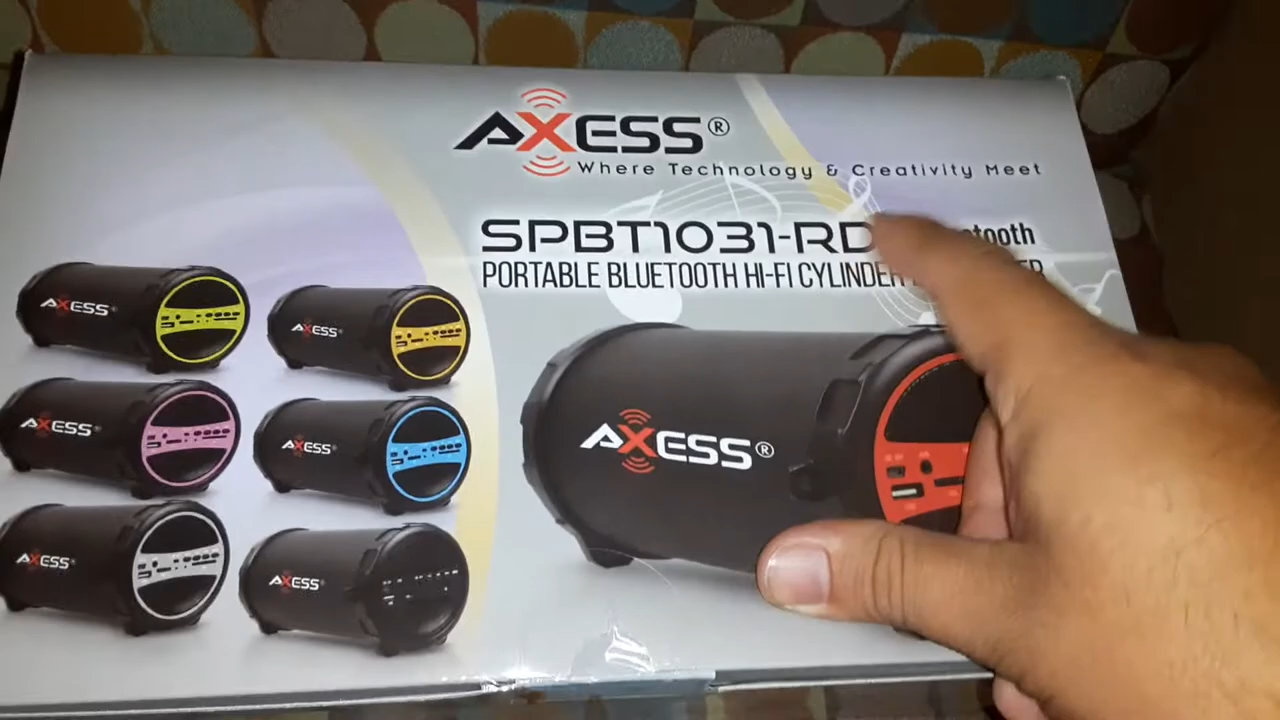 AXESS®
Where Technology & Creativity Meet
SPBT1031-RD
PORTABLE BLUETOOTH HI-FI CYLINDER
AXESS®
AXESS®
AXESS®
AXESS®
AXESS®
AXESS®
AXESS®